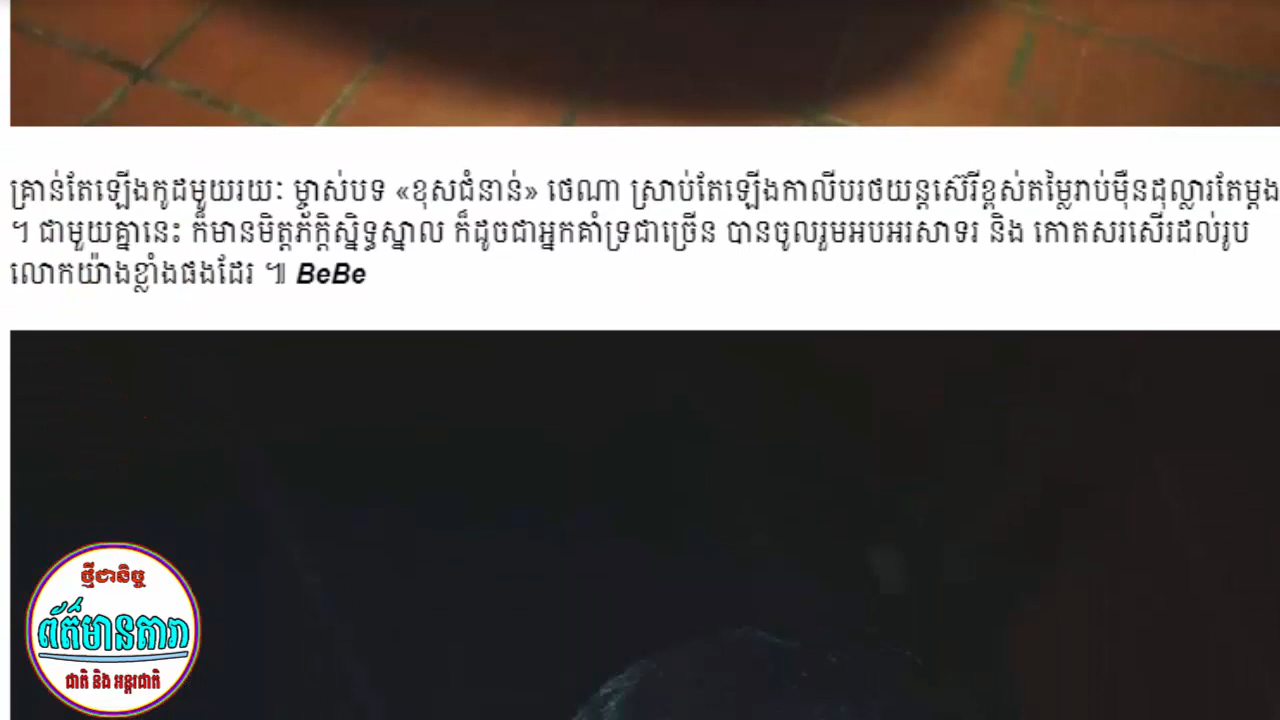 គ្រាន់តែឡើងកូដមួយរយៈ ម្ចាស់បទ «ខុសជំនាន់» ថេណា ស្រាប់តែឡើងកាលីបរថយន្តស៊េរីខ្ពស់តម្លៃរាប់ម៉ឺនដុល្លារតែម្ដង
។ ជាមួយគ្នានេះ ក៏មានមិត្តភ័ក្ដិស្និទ្ធស្នាល ក៏ដូចជាអ្នកគាំទ្រជាច្រើន បានចូលរួមអបអរសាទរ និង កោតសរសើរដល់រូប
លោកយ៉ាងខ្លាំងផងដែរ ៕ BeBe
ថ្មីជានិច្ច
ព័ត៌មានតារា
ជាតិ និង អន្តរជាតិ